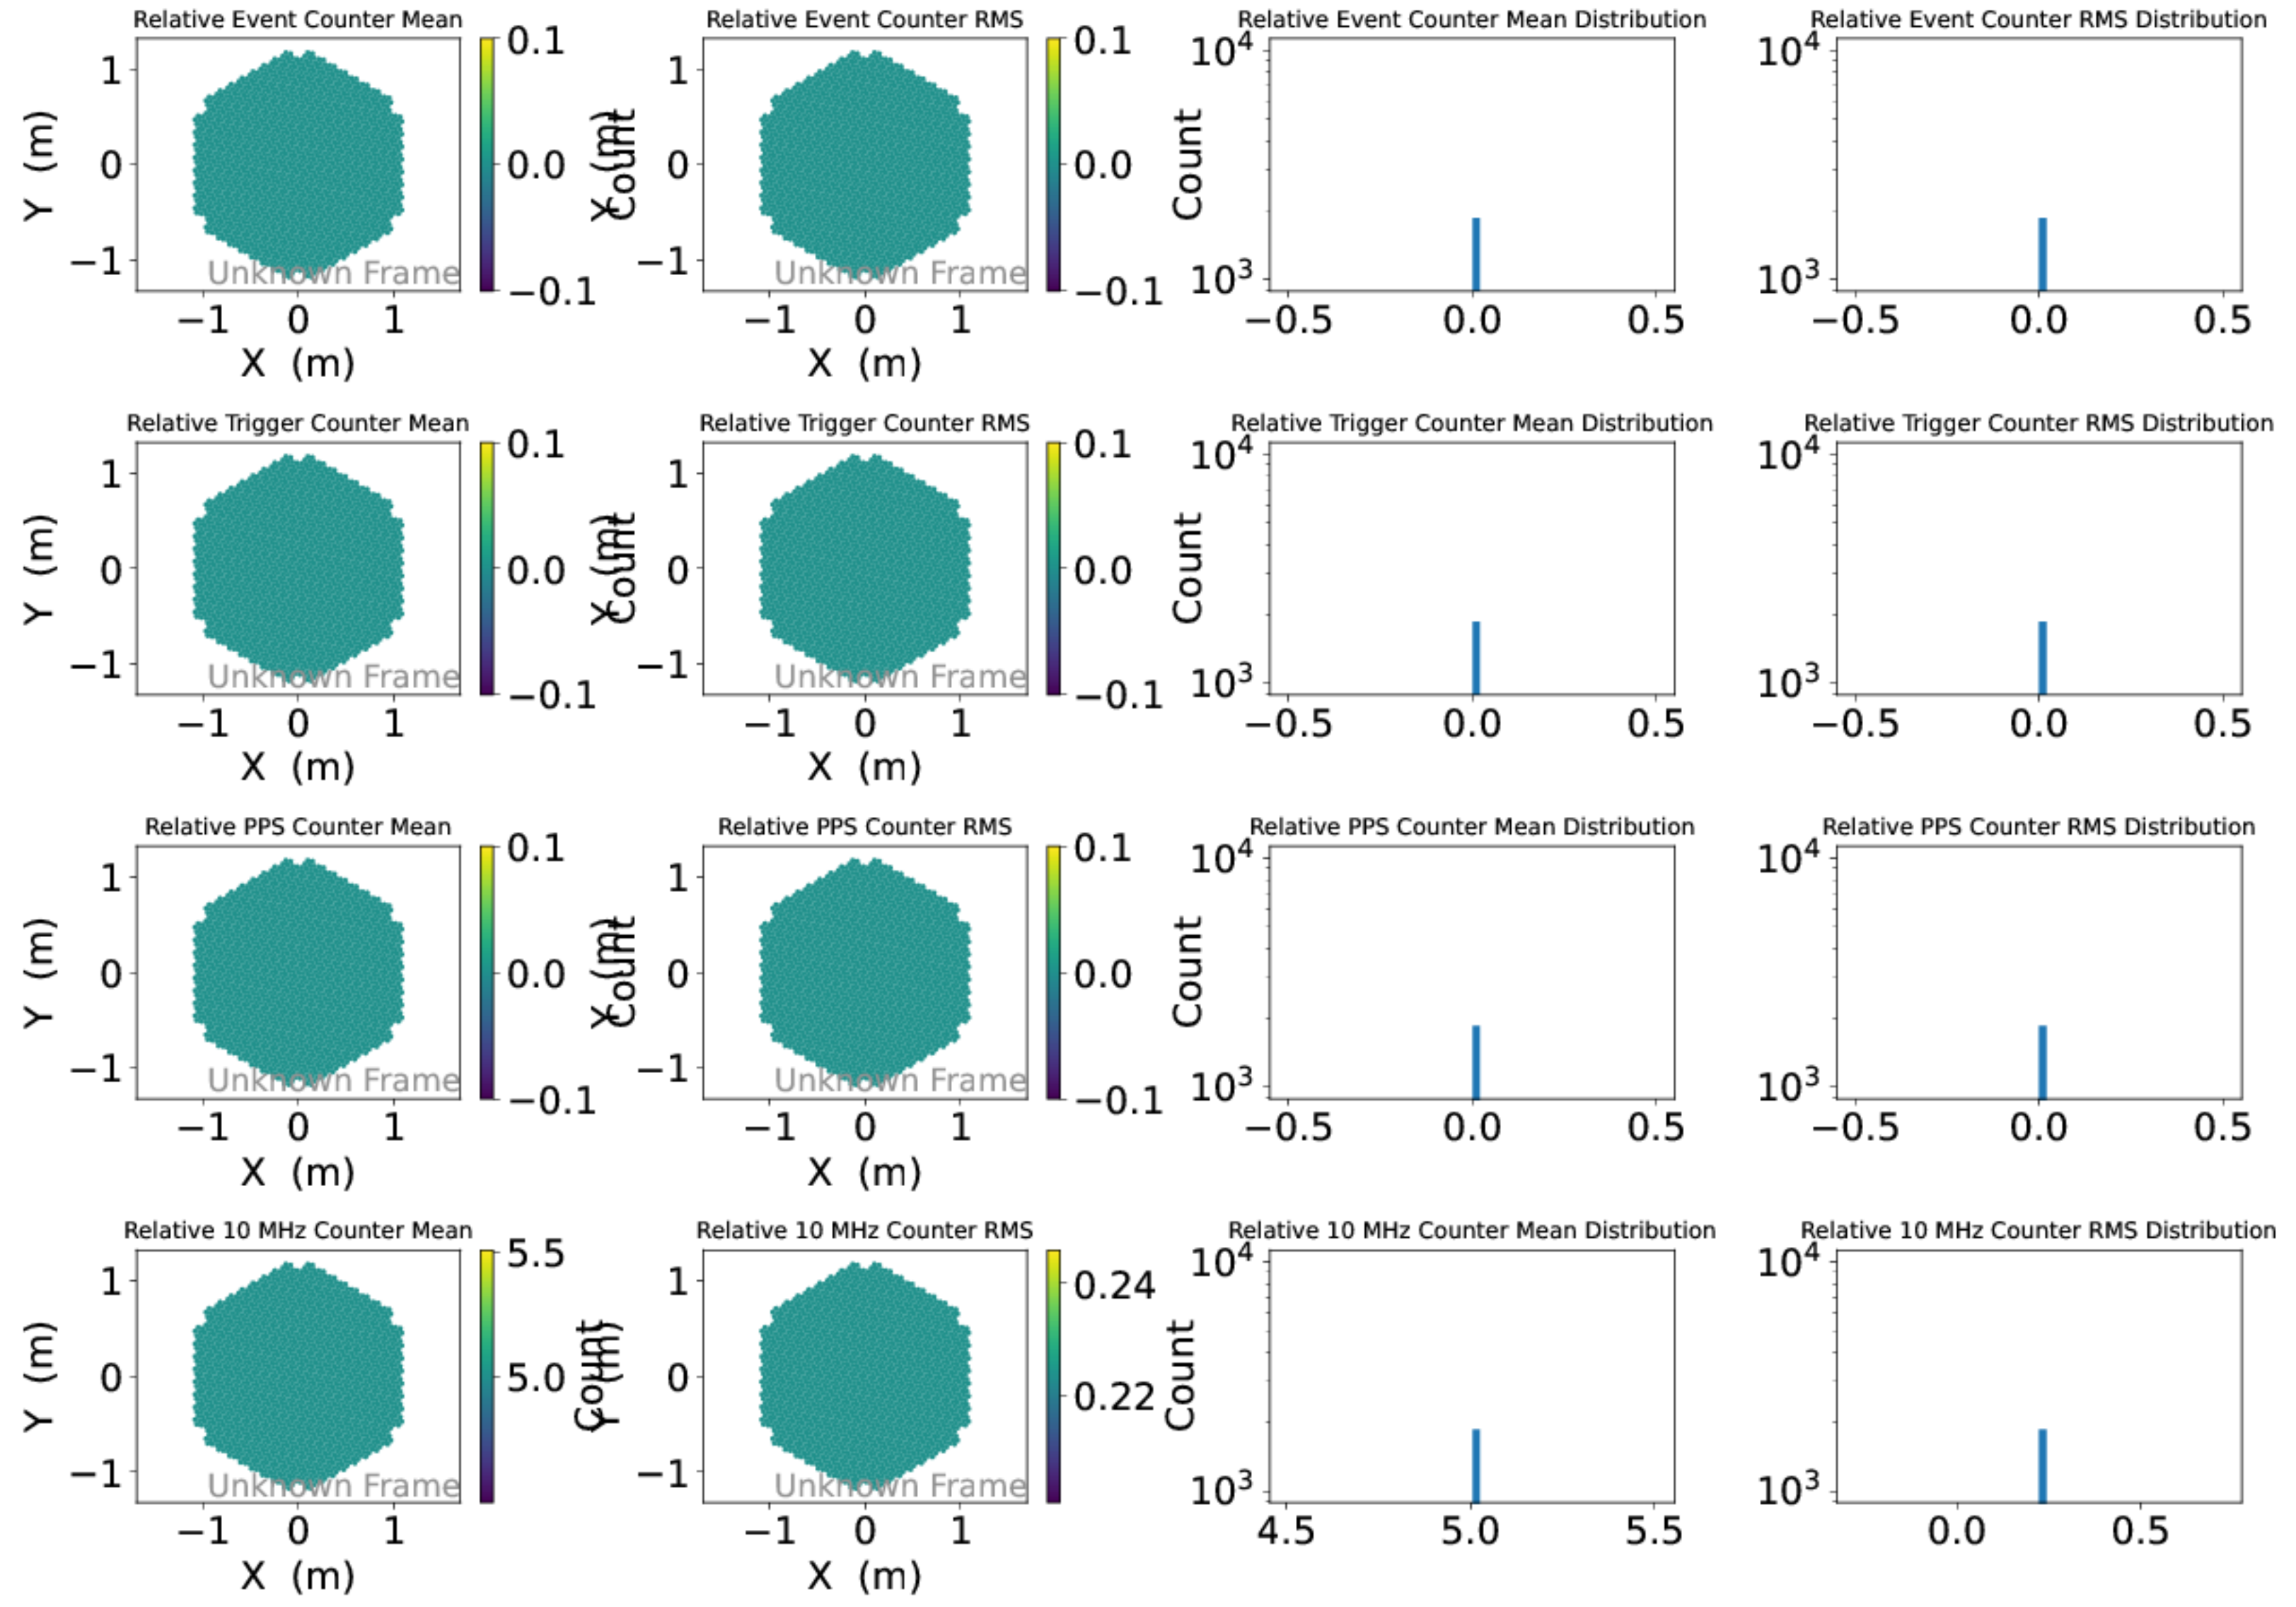 Relative Event Counter Mean
Relative Event Counter RMS
Relative Event Counter Mean Distribution
Relative Event Counter RMS Distribution
Y (m)
1
0
−1
Unknown Frame
−1 0 1
X (m)
0.1
0.0
−0.1
Y (m)
Count
1
0
−1
Unknown Frame
−1 0 1
X (m)
0.1
0.0
−0.1
Count
10⁴
10³
−0.5 0.0 0.5
10⁴
10³
−0.5 0.0 0.5
Relative Trigger Counter Mean
Relative Trigger Counter RMS
Relative Trigger Counter Mean Distribution
Relative Trigger Counter RMS Distribution
Y (m)
1
0
−1
Unknown Frame
−1 0 1
X (m)
0.1
0.0
−0.1
Y (m)
Count
1
0
−1
Unknown Frame
−1 0 1
X (m)
0.1
0.0
−0.1
Count
10⁴
10³
−0.5 0.0 0.5
10⁴
10³
−0.5 0.0 0.5
Relative PPS Counter Mean
Relative PPS Counter RMS
Relative PPS Counter Mean Distribution
Relative PPS Counter RMS Distribution
Y (m)
1
0
−1
Unknown Frame
−1 0 1
X (m)
0.1
0.0
−0.1
Y (m)
Count
1
0
−1
Unknown Frame
−1 0 1
X (m)
0.1
0.0
−0.1
Count
10⁴
10³
−0.5 0.0 0.5
10⁴
10³
−0.5 0.0 0.5
Relative 10 MHz Counter Mean
Relative 10 MHz Counter RMS
Relative 10 MHz Counter Mean Distribution
Relative 10 MHz Counter RMS Distribution
Y (m)
1
0
−1
Unknown Frame
−1 0 1
X (m)
5.5
5.0
Count
Y (m)
1
0
−1
Unknown Frame
−1 0 1
X (m)
0.24
0.22
Count
10⁴
10³
4.5 5.0 5.5
10⁴
10³
0.0 0.5